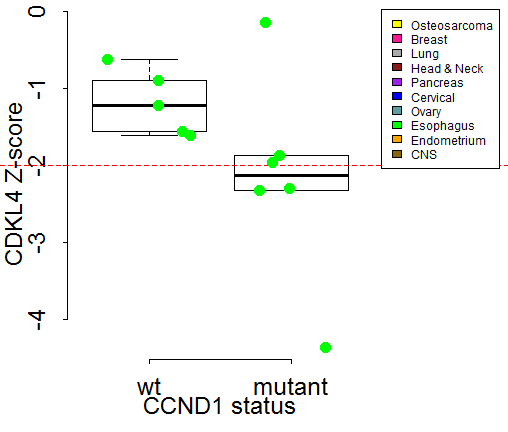 0
-1
-2
-3
-4
CDKL4 Z-score
wt mutant
CCND1 status
Osteosarcoma
Breast
Lung
Head & Neck
Pancreas
Cervical
Ovary
Esophagus
Endometrium
CNS